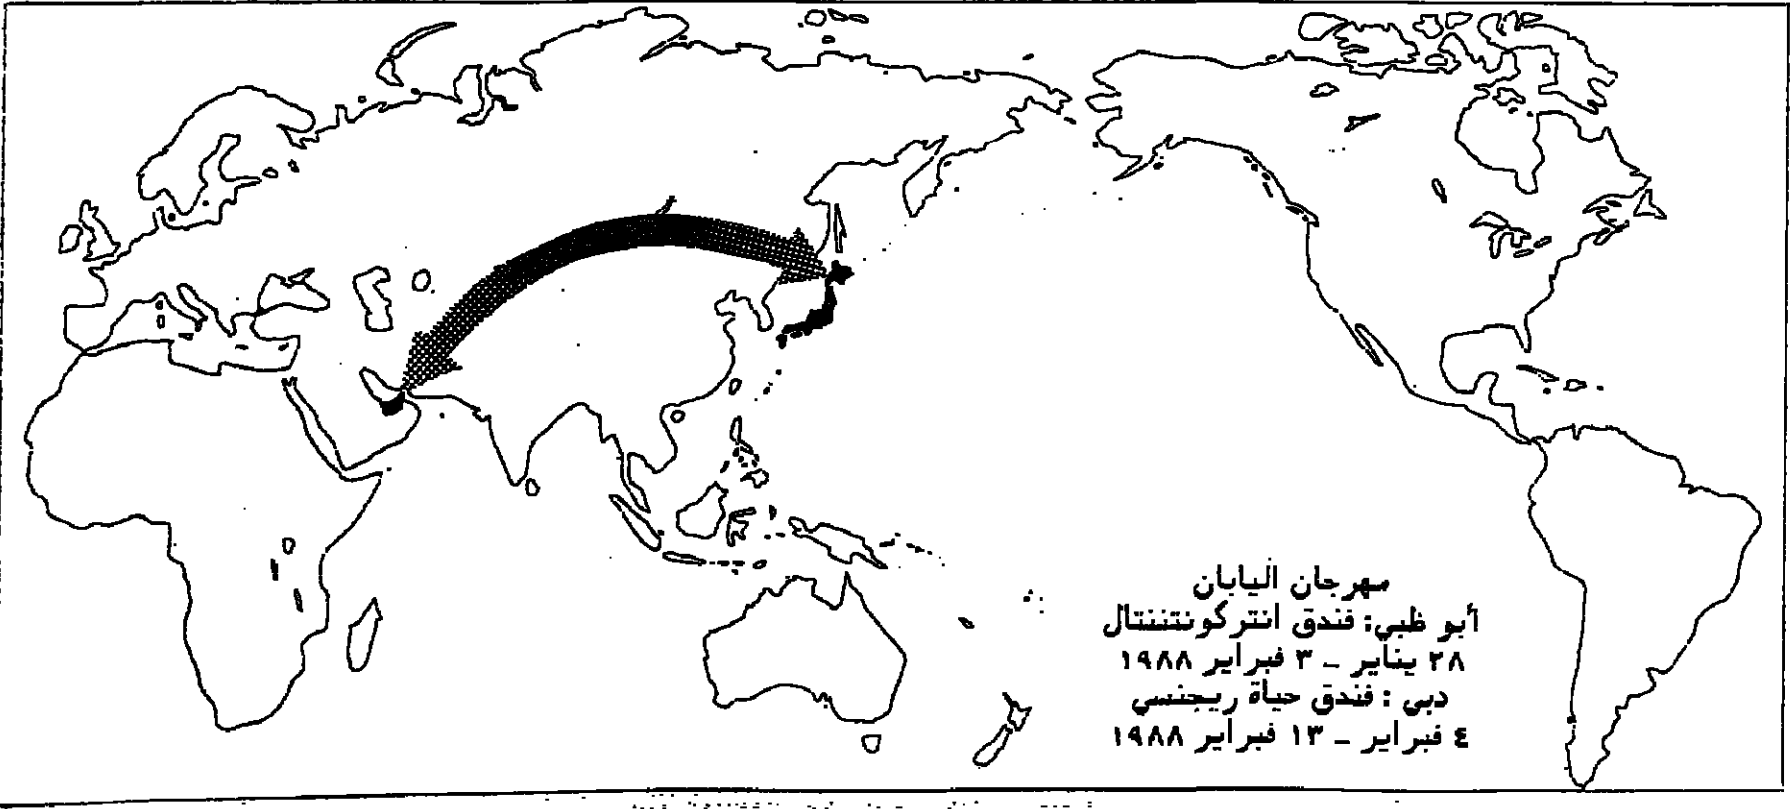 مهرجان اليابان
أبو ظبي: فندق انتركونتننتال
٢٨ يناير - ٣ فبراير ١٩٨٨
دبي : فندق حياة ريجنسي
٤ فبراير - ١٣ فبراير ١٩٨٨